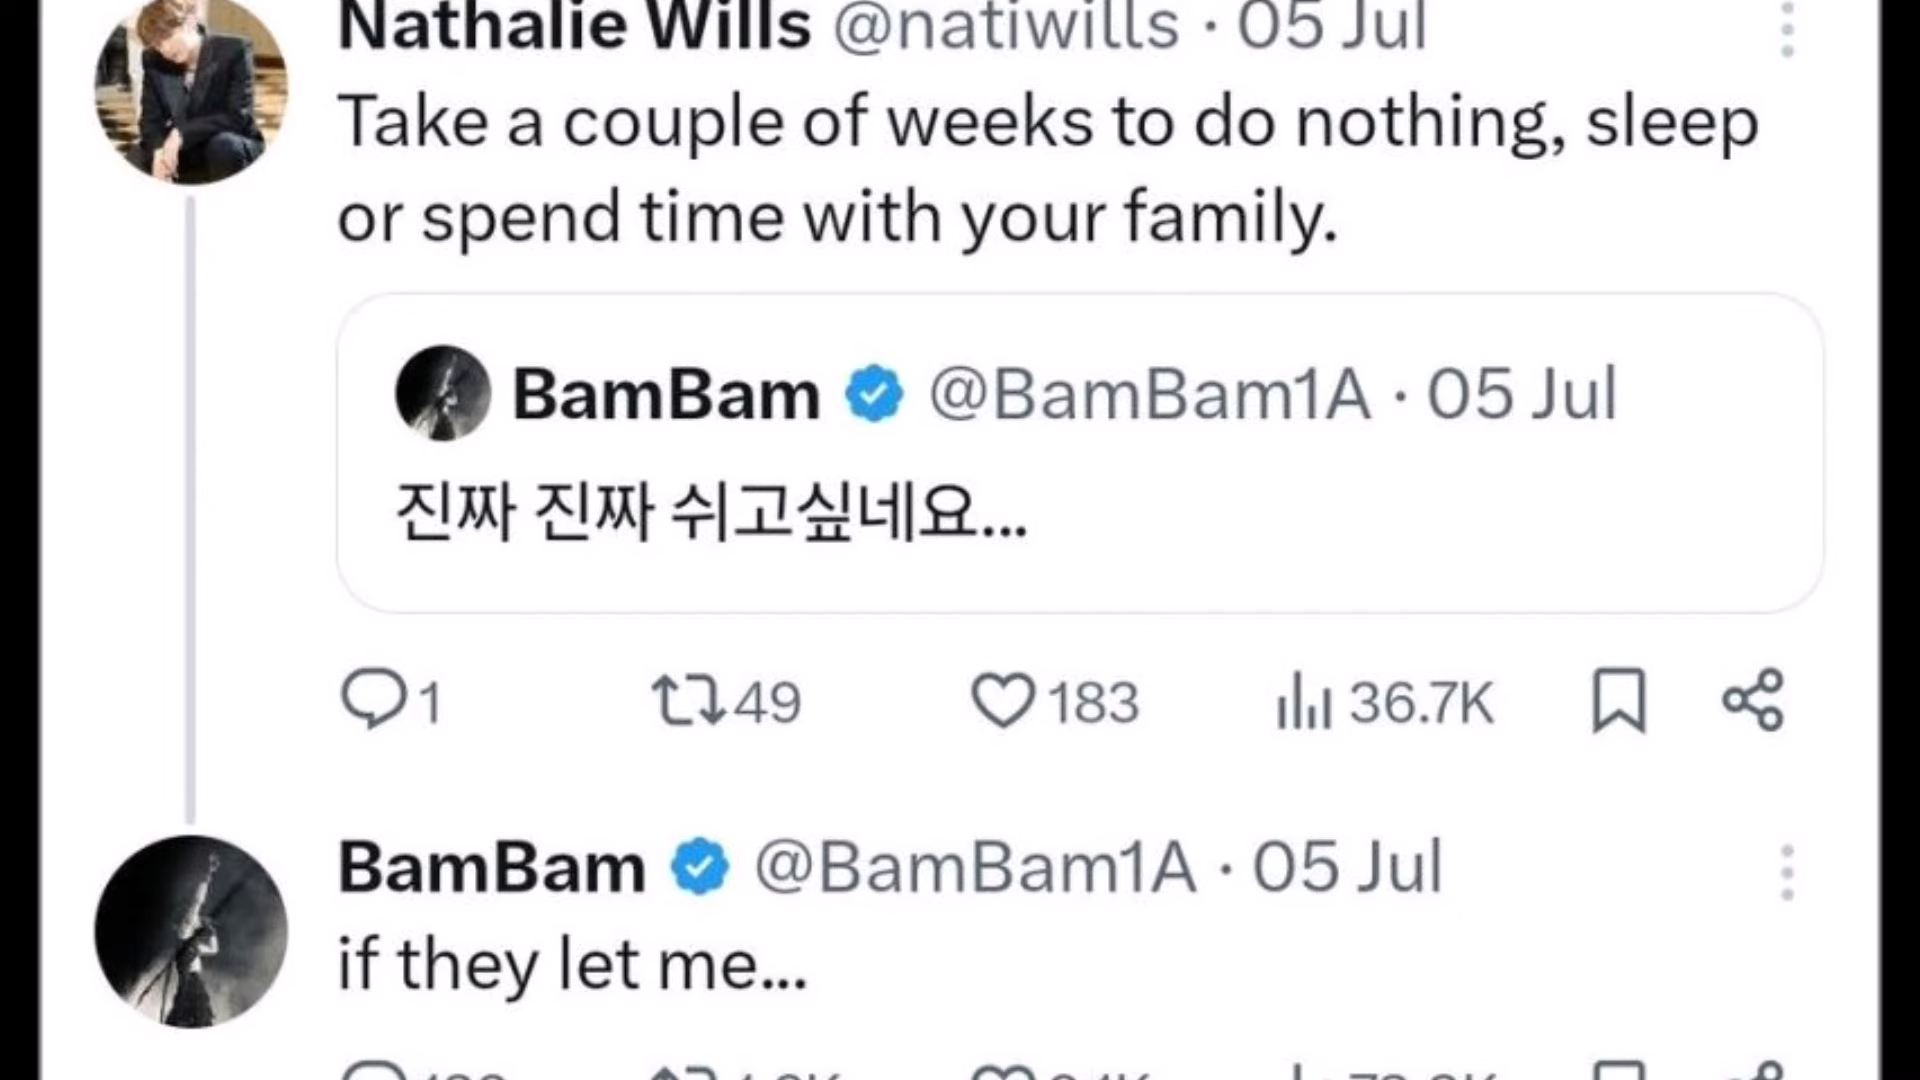 Nathalie Wills @natiwills · 05 Jul
Take a couple of weeks to do nothing, sleep
or spend time with your family.
BamBam @BamBam1A · 05 Jul
진짜 진짜 쉬고싶네요...
1 49 183 36.7K
BamBam @BamBam1A · 05 Jul
if they let me...